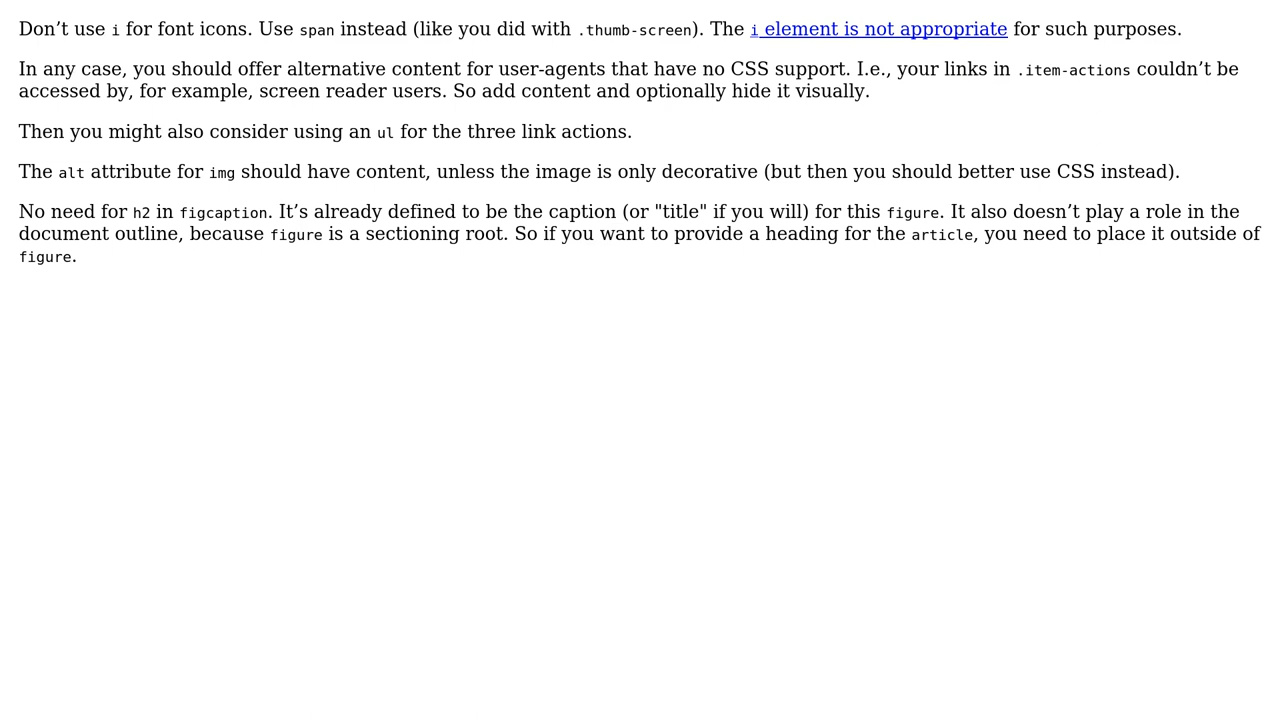 Don’t use i for font icons. Use span instead (like you did with .thumb-screen). The i element is not appropriate for such purposes.
In any case, you should offer alternative content for user-agents that have no CSS support. I.e., your links in .item-actions couldn’t be
accessed by, for example, screen reader users. So add content and optionally hide it visually.
Then you might also consider using an ul for the three link actions.
The alt attribute for img should have content, unless the image is only decorative (but then you should better use CSS instead).
No need for h2 in figcaption. It’s already defined to be the caption (or "title" if you will) for this figure. It also doesn’t play a role in the
document outline, because figure is a sectioning root. So if you want to provide a heading for the article, you need to place it outside of
figure.